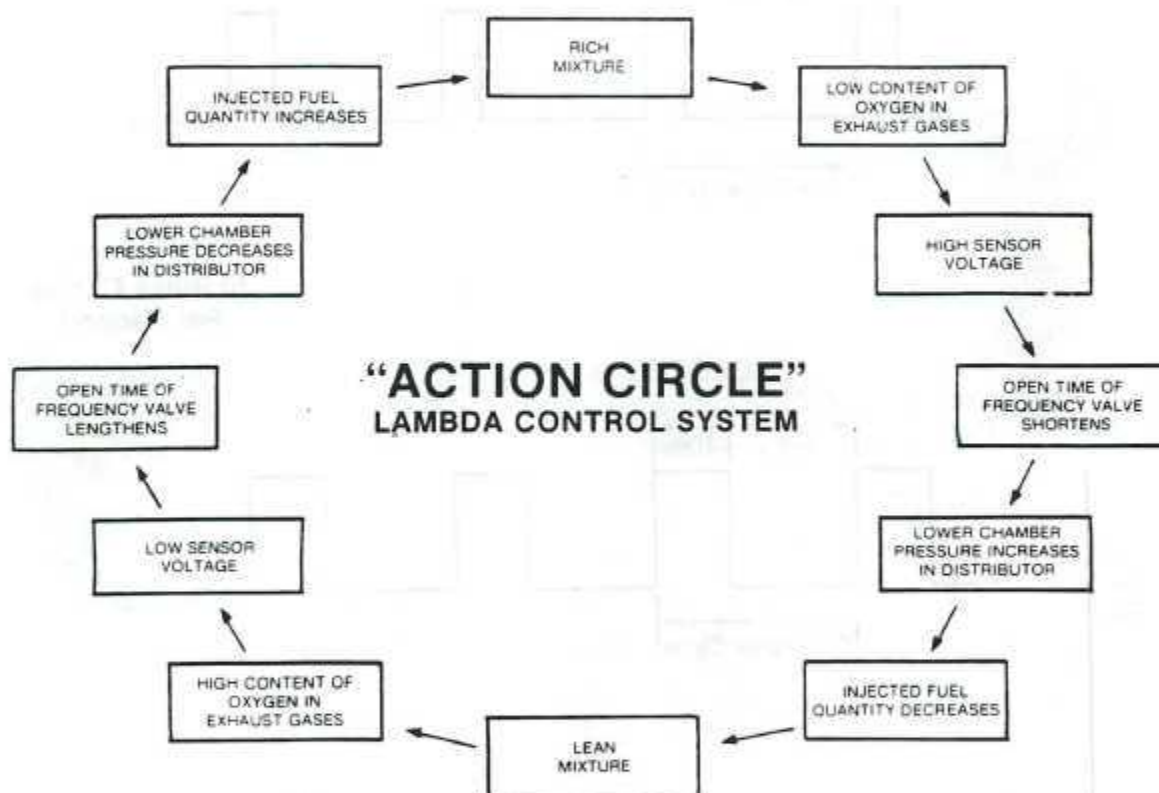 RICH
MIXTURE
LOW CONTENT OF
OXYGEN IN
EXHAUST GASES
HIGH SENSOR
VOLTAGE
OPEN TIME OF
FREQUENCY VALVE
SHORTENS
LOWER CHAMBER
PRESSURE INCREASES
IN DISTRIBUTOR
INJECTED FUEL
QUANTITY DECREASES
LEAN
MIXTURE
HIGH CONTENT OF
OXYGEN IN
EXHAUST GASES
LOW SENSOR
VOLTAGE
OPEN TIME OF
FREQUENCY VALVE
LENGTHENS
LOWER CHAMBER
PRESSURE DECREASES
IN DISTRIBUTOR
INJECTED FUEL
QUANTITY INCREASES
"ACTION CIRCLE"
LAMBDA CONTROL SYSTEM